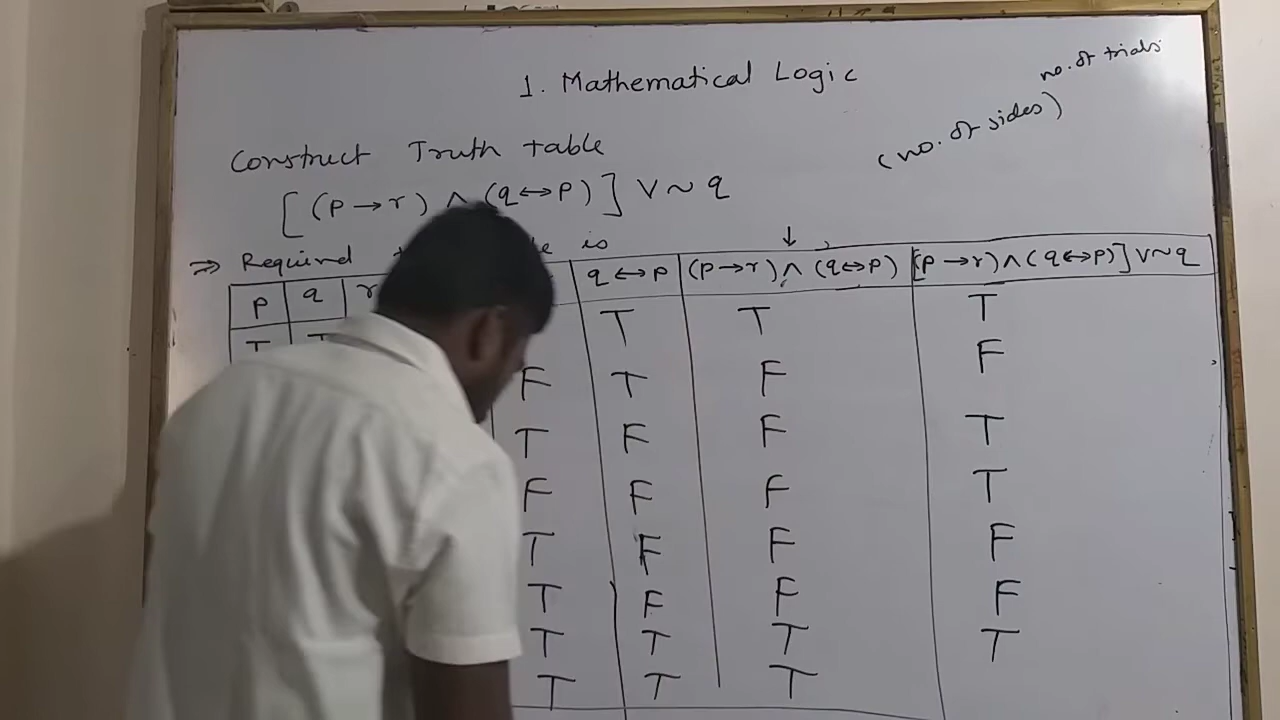 1. Mathematical Logic
no. of trials
(no. of sides)
Construct Truth table
[(p→r) ∧ (q↔p)] ∨ ~ q
⇒ Required is
p q r q ↔ p (p→r) ∧ (q↔p) [p→r) ∧ (q↔p)] ∨ ~ q
T T T T T
F T F F
T F F T
F F F T
T F F F
T F F F
T T T T
T T T